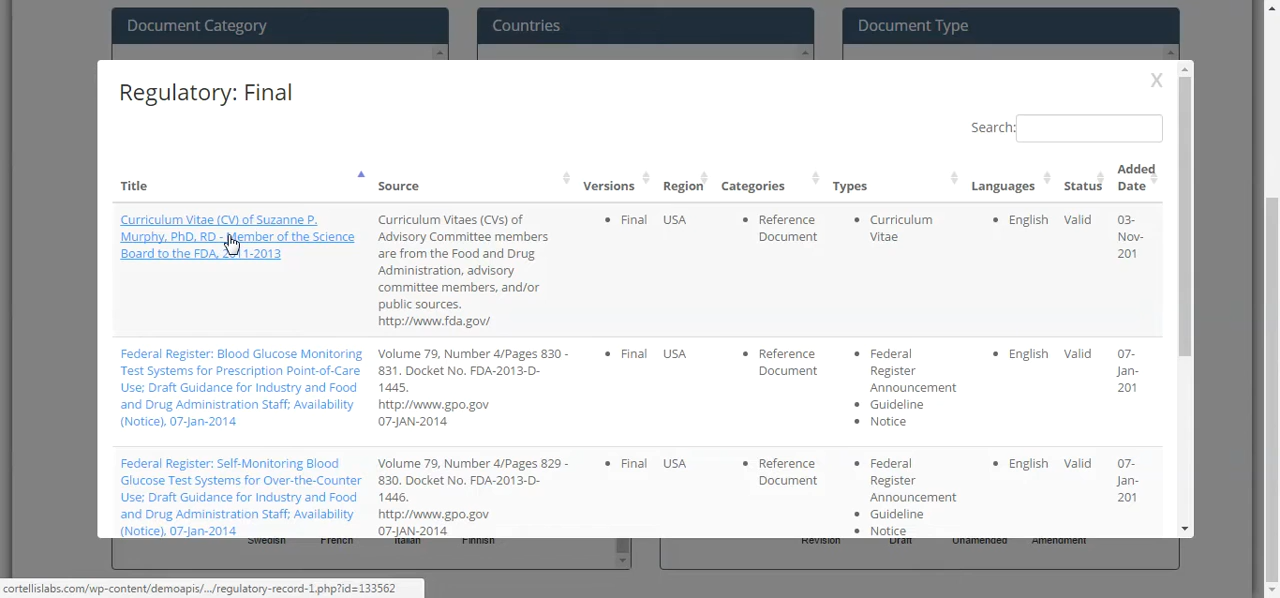 Document Category
Countries
Document Type
Regulatory: Final
X
Search:
Title
Source
Versions
Region
Categories
Types
Languages
Status
Added
Date
Curriculum Vitae (CV) of Suzanne P.
Murphy, PhD, RD - Member of the Science
Board to the FDA, 2011-2013
Curriculum Vitaes (CVs) of
Advisory Committee members
are from the Food and Drug
Administration, advisory
committee members, and/or
public sources.
http://www.fda.gov/
Final
USA
Reference
Document
Curriculum
Vitae
English
Valid
03-
Nov-
201
Federal Register: Blood Glucose Monitoring
Test Systems for Prescription Point-of-Care
Use; Draft Guidance for Industry and Food
and Drug Administration Staff; Availability
(Notice), 07-Jan-2014
Volume 79, Number 4/Pages 830 -
831. Docket No. FDA-2013-D-
1445.
http://www.gpo.gov
07-JAN-2014
Final
USA
Reference
Document
Federal
Register
Announcement
Guideline
Notice
English
Valid
07-
Jan-
201
Federal Register: Self-Monitoring Blood
Glucose Test Systems for Over-the-Counter
Use; Draft Guidance for Industry and Food
and Drug Administration Staff; Availability
(Notice), 07-Jan-2014
Volume 79, Number 4/Pages 829 -
830. Docket No. FDA-2013-D-
1446.
http://www.gpo.gov
07-JAN-2014
Final
USA
Reference
Document
Federal
Register
Announcement
Guideline
Notice
English
Valid
07-
Jan-
201
Swedish French Italian Finnish
Revision Draft Unamended Amendment
cortellislabs.com/wp-content/demoapis/.../regulatory-record-1.php?id=133562